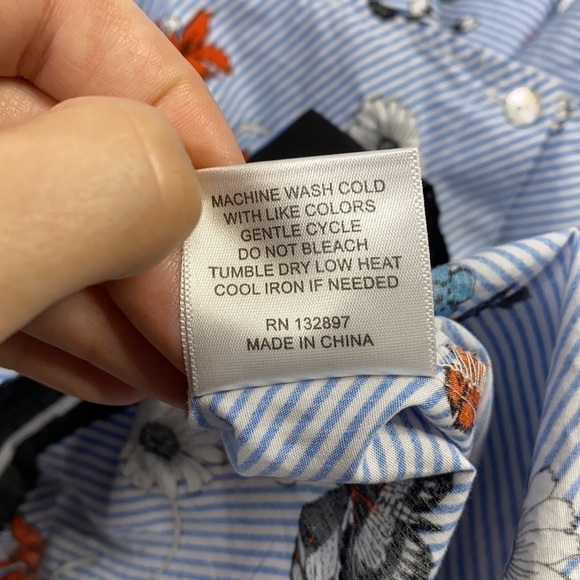 MACHINE WASH COLD
WITH LIKE COLORS
GENTLE CYCLE
DO NOT BLEACH
TUMBLE DRY LOW HEAT
COOL IRON IF NEEDED
RN 132897
MADE IN CHINA